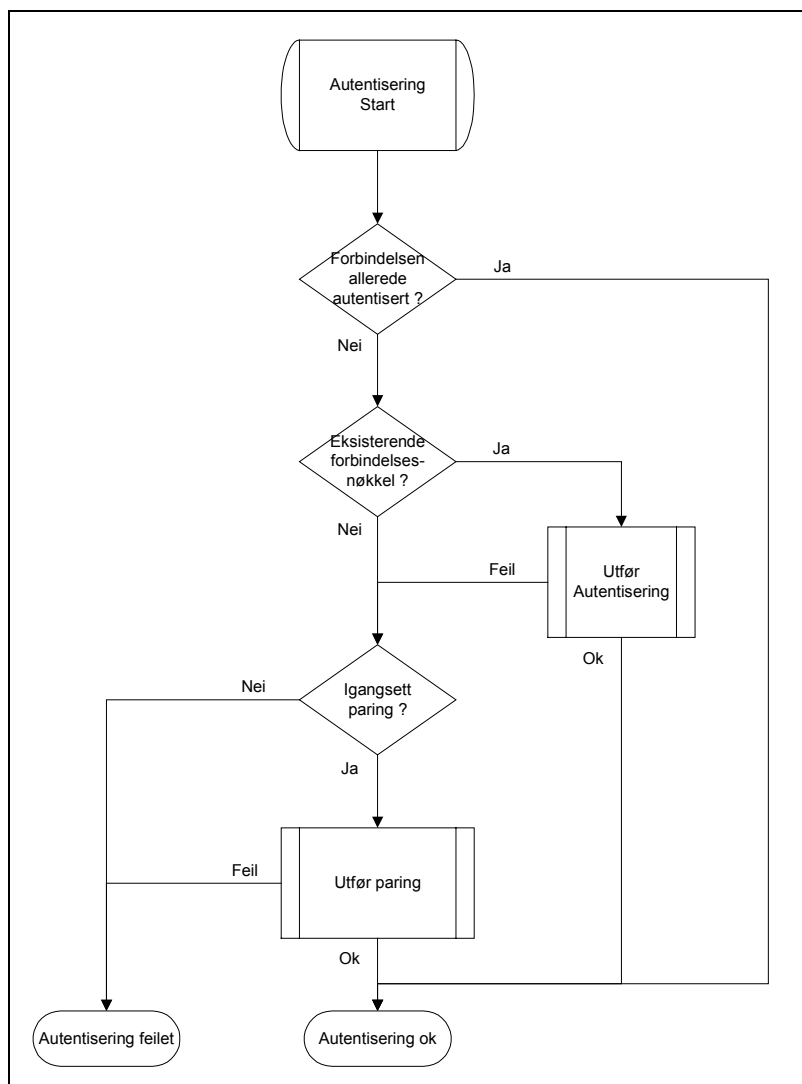 Autentisering
Start
Forbindelsen
allerede
autentisert ?
Ja
Nei
Eksisterende
forbindelses-
nøkkel ?
Ja
Nei
Utfør
Autentisering
Feil
Ok
Igangsett
paring ?
Nei
Ja
Utfør paring
Feil
Ok
Autentisering feilet
Autentisering ok